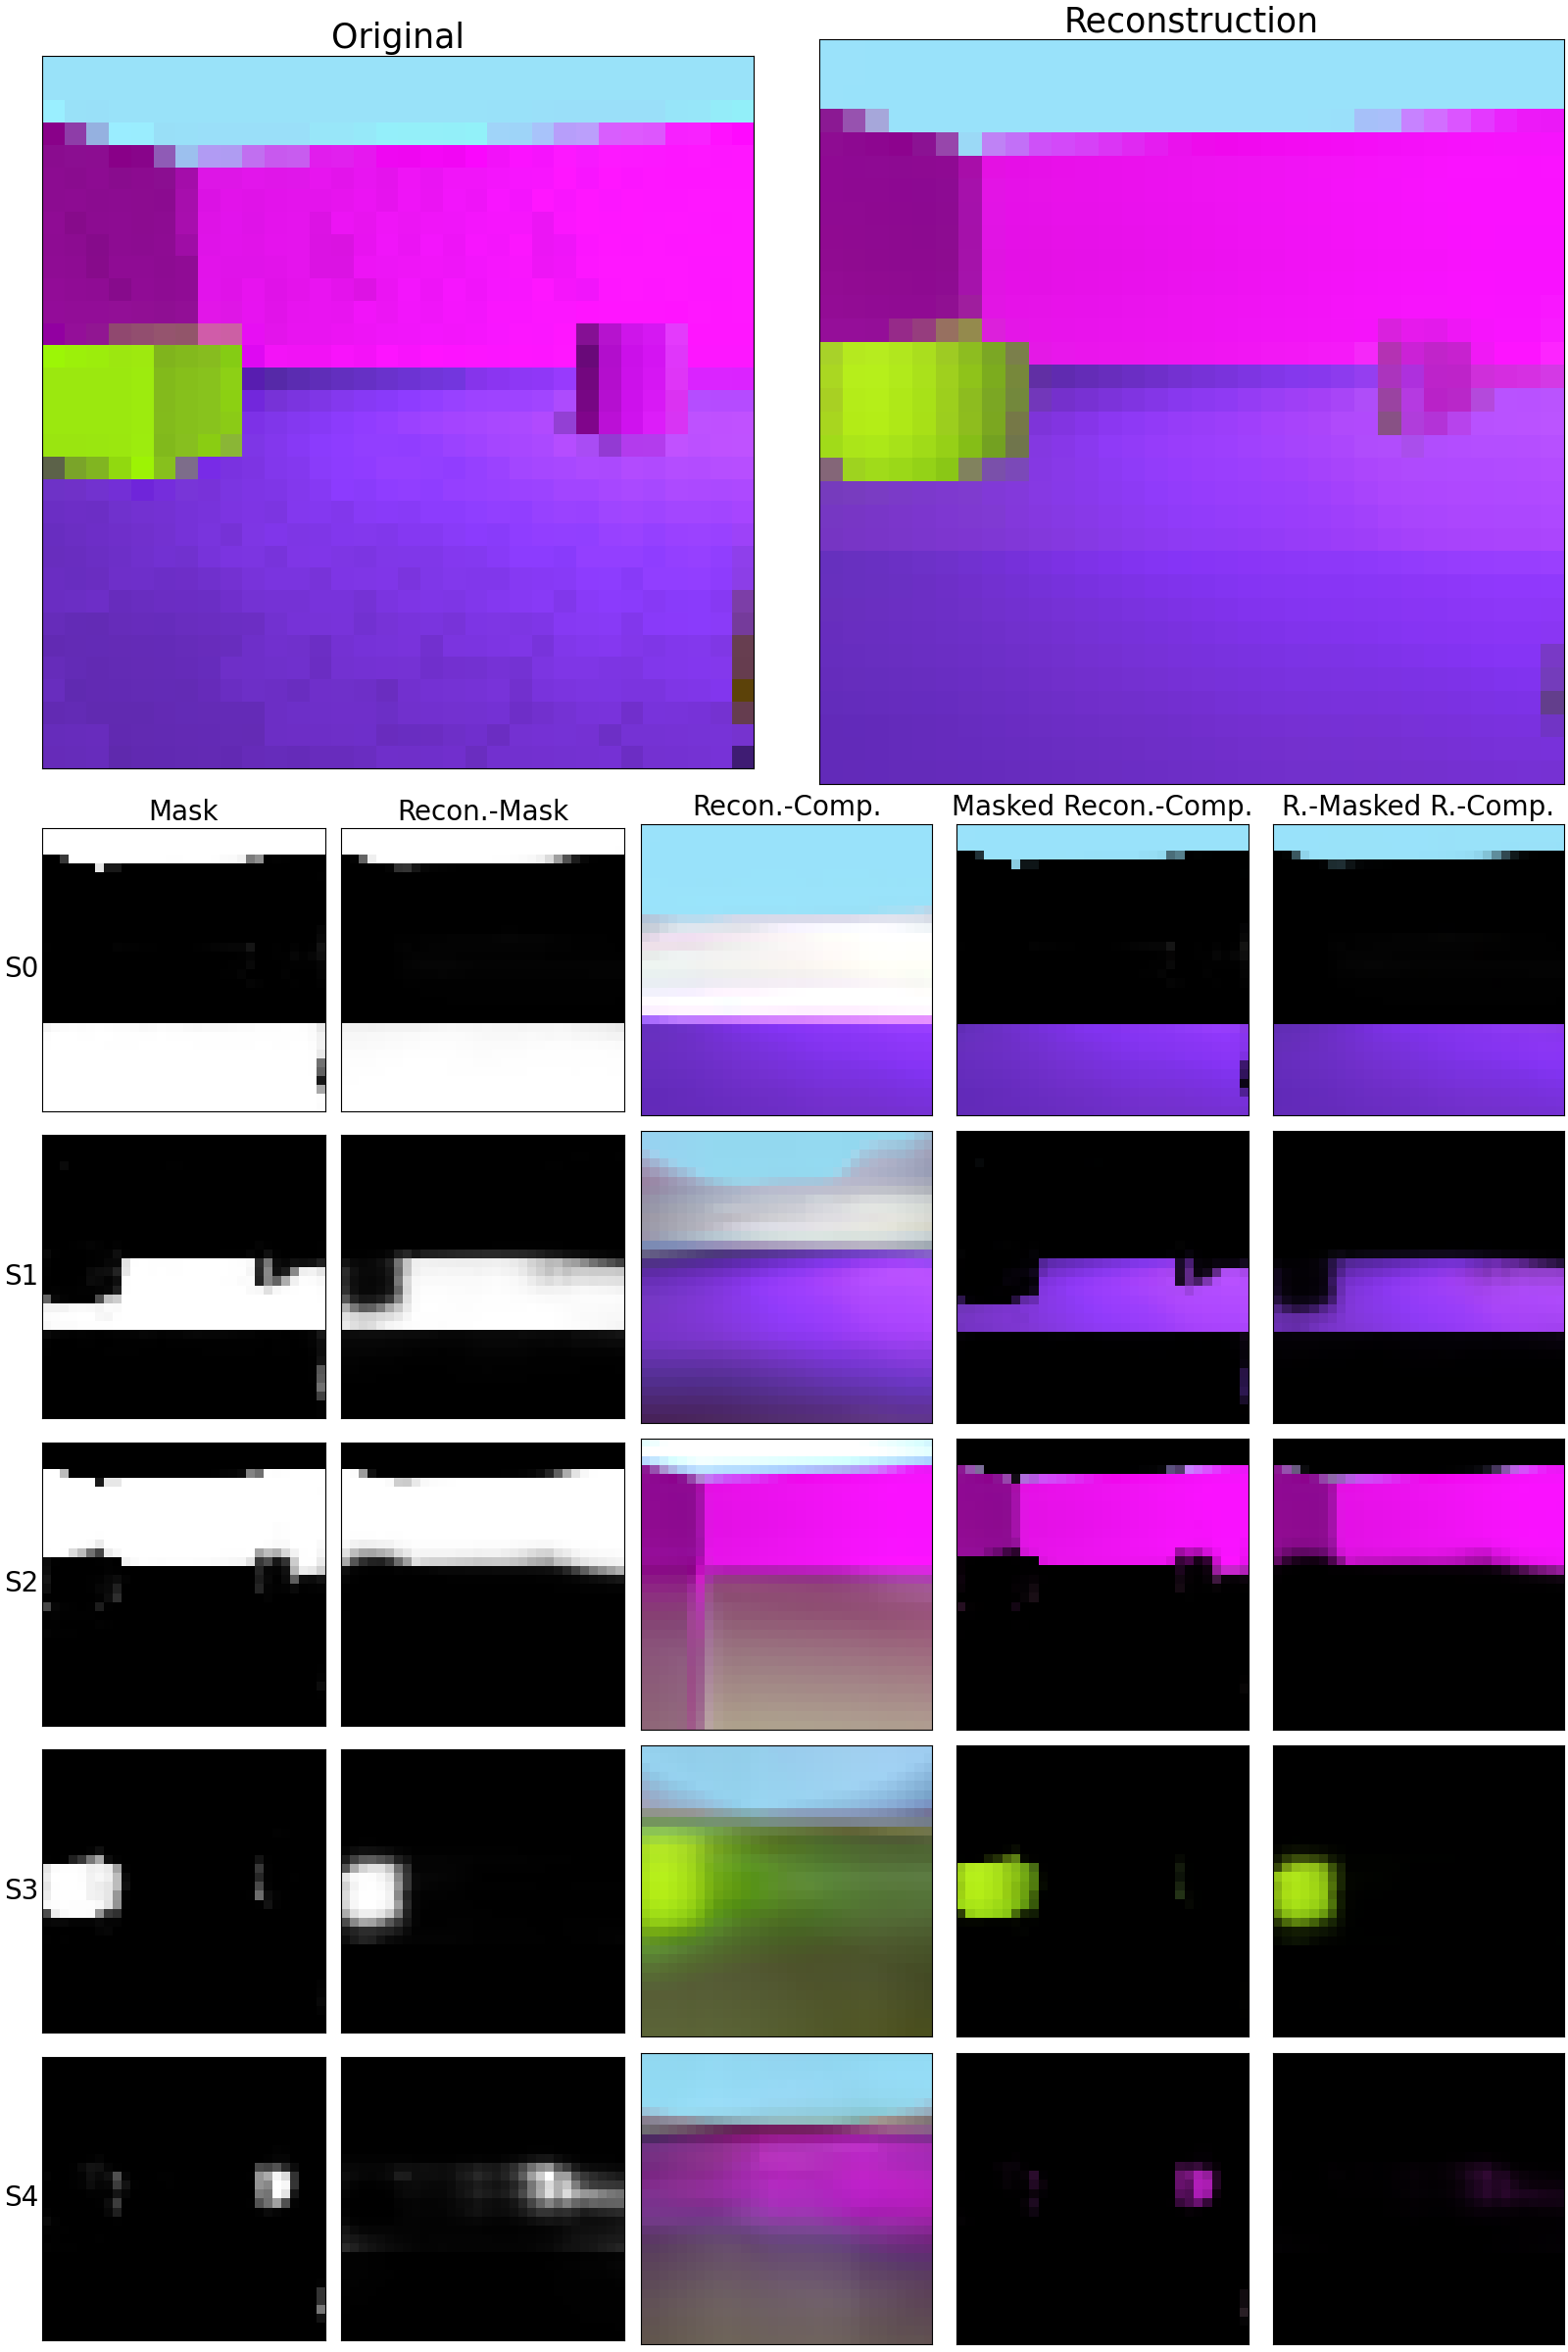 Original
Reconstruction
Mask
Recon.-Mask
Recon.-Comp.
Masked Recon.-Comp.
R.-Masked R.-Comp.
S0
S1
S2
S3
S4